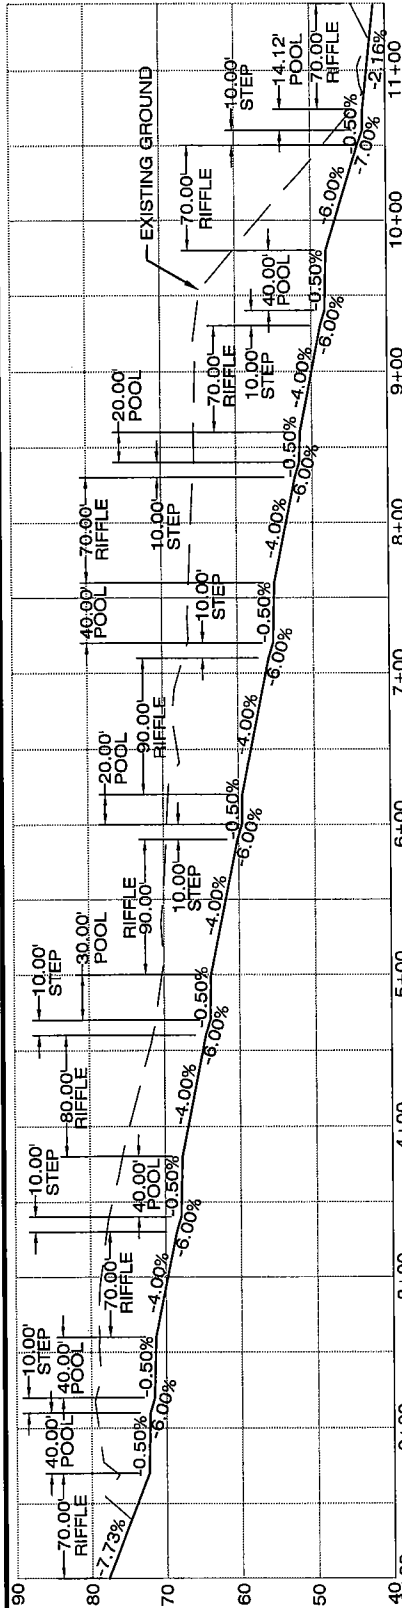 90
80
70
60
50
40
70.00'
RIFFLE
-7.73%
40.00'
POOL
-0.50%
10.00'
STEP
-6.00%
40.00'
POOL
-0.50%
70.00'
RIFFLE
-4.00%
10.00'
STEP
-6.00%
40.00'
POOL
-0.50%
80.00'
RIFFLE
-4.00%
10.00'
STEP
-6.00%
30.00'
POOL
-0.50%
RIFFLE
90.00'
-4.00%
10.00'
STEP
-6.00%
20.00'
POOL
-0.50%
90.00'
RIFFLE
-4.00%
10.00'
STEP
-6.00%
40.00'
POOL
-0.50%
70.00'
RIFFLE
-4.00%
10.00'
STEP
-6.00%
20.00'
POOL
-0.50%
70.00'
RIFFLE
-4.00%
10.00'
STEP
-6.00%
40.00'
POOL
-0.50%
EXISTING GROUND
70.00'
RIFFLE
-6.00%
10.00'
STEP
-7.00%
14.12'
POOL
-0.50%
70.00'
RIFFLE
-2.16%
4+00
5+00
6+00
7+00
8+00
9+00
10+00
11+00